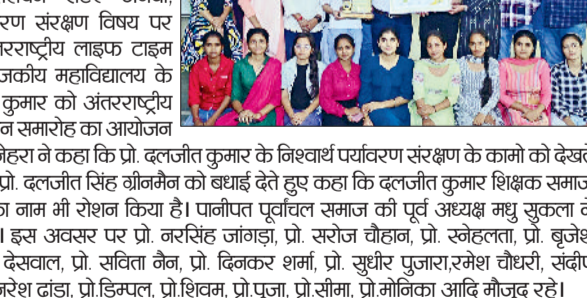 रण संरक्षण विषय पर
तरराष्ट्रीय लाइफ टाइम
जकीय महाविद्यालय के
कुमार को अंतरराष्ट्रीय
न समारोह का आयोजन
नेहरा ने कहा कि प्रो. दलजीत कुमार के निश्वार्थ पर्यावरण संरक्षण के कामो को देखते
प्रो. दलजीत सिंह ग्रीनमैन को बधाई देते हुए कहा कि दलजीत कुमार शिक्षक समाज
का नाम भी रोशन किया है। पानीपत पूर्वांचल समाज की पूर्व अध्यक्ष मधु सुकला ने
। इस अवसर पर प्रो. नरसिंह जांगड़ा, प्रो. सरोज चौहान, प्रो. स्नेहलता, प्रो. बृजेश
देसवाल, प्रो. सविता नैन, प्रो. दिनकर शर्मा, प्रो. सुधीर पुजारा,रमेश चौधरी, संदीप
नरेश ढांडा, प्रो.डिम्पल, प्रो.शिवम, प्रो.पूजा, प्रो.सीमा, प्रो.मोनिका आदि मौजूद रहे।